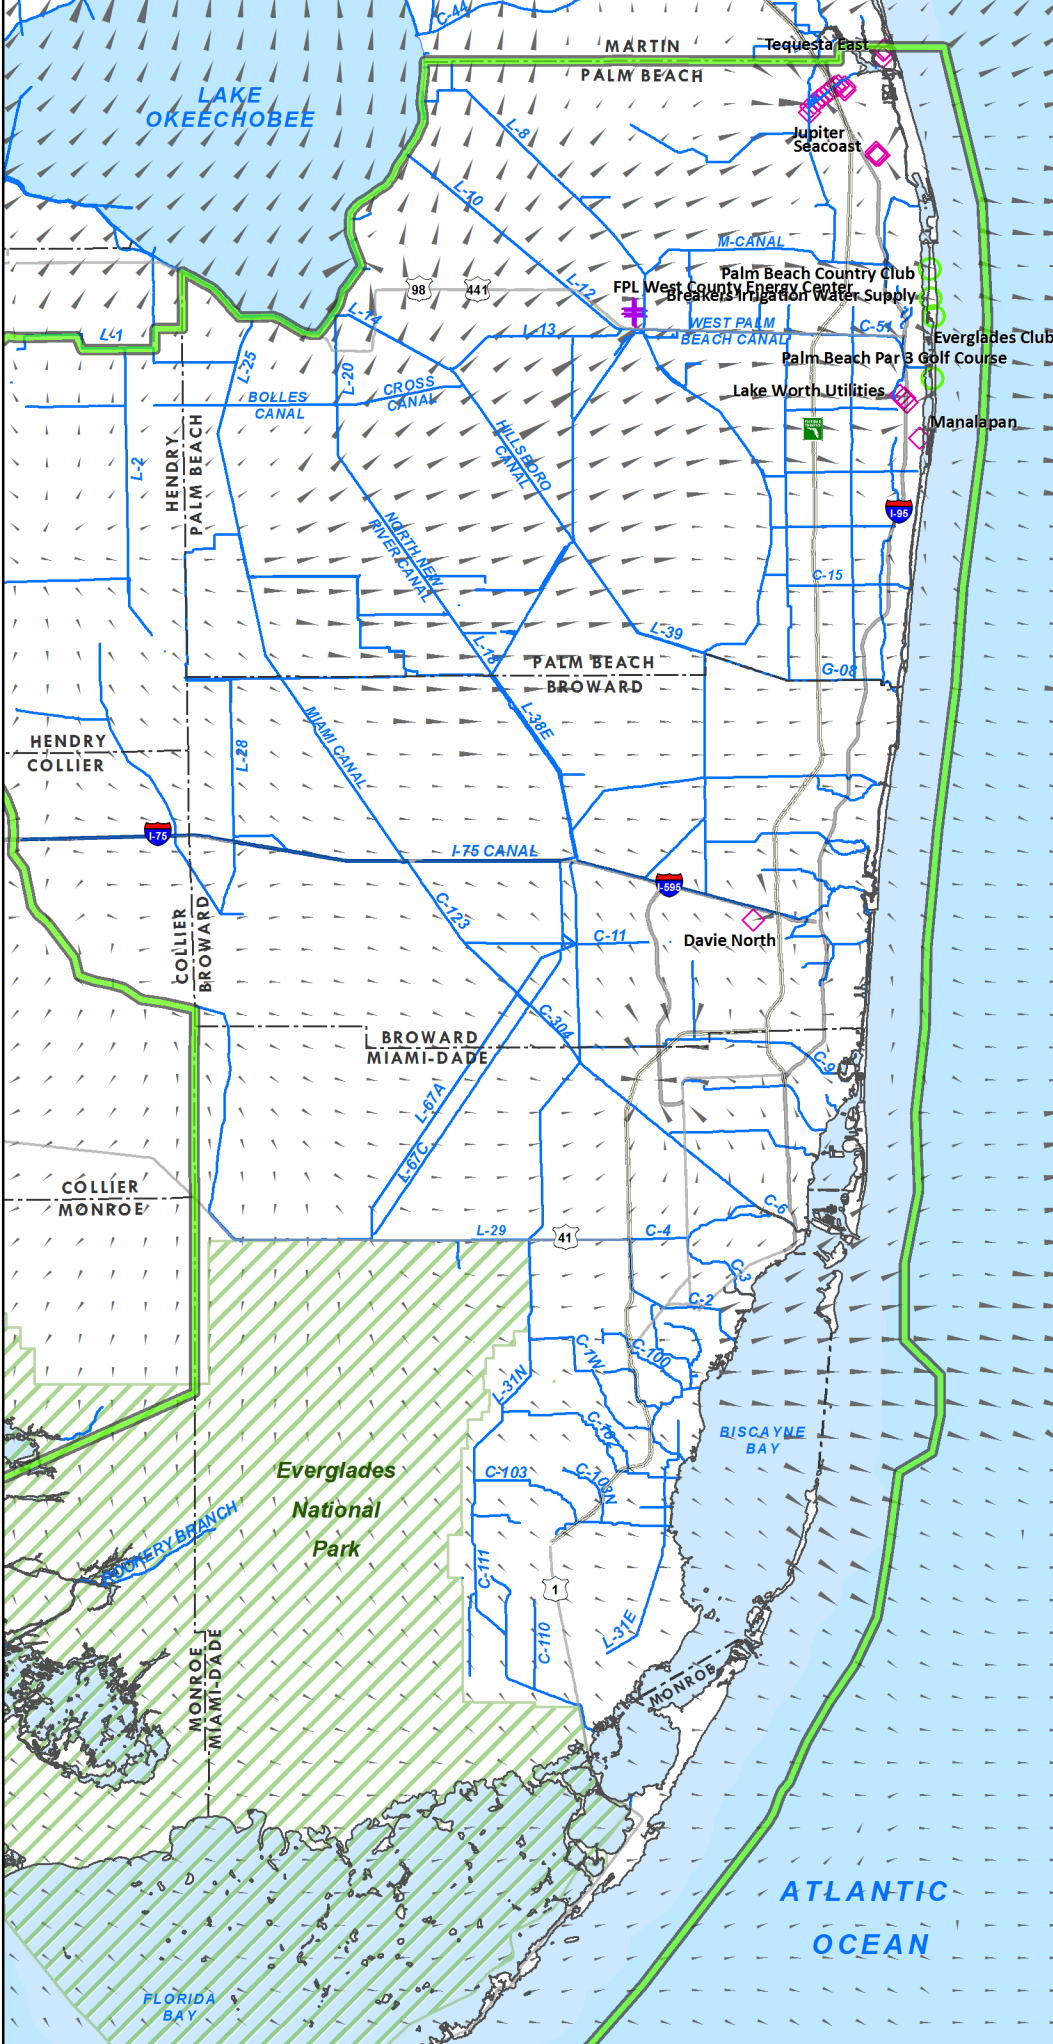 C-44
Tequesta East
MARTIN
PALM BEACH
LAKE
OKEECHOBEE
L-8
Jupiter
Seacoast
L-10
M-CANAL
Palm Beach Country Club
FPL West County Energy Center
Breakers Irrigation Water Supply
98
441
L-12
L-14
L-13
WEST PALM
BEACH CANAL
C-51
L-1
Everglades Club
Palm Beach Par 3 Golf Course
L-25
L-20
CROSS
CANAL
BOLLES
CANAL
Lake Worth Utilities
Manalapan
HENDRY
PALM BEACH
L-2
HILLSBORO
CANAL
I-95
NORTH NEW
RIVER CANAL
C-15
L-39
L-18
PALM BEACH
BROWARD
G-08
L-38E
MIAMI CANAL
HENDRY
COLLIER
L-28
I-75
I-75 CANAL
I-595
C-123
COLLIER
BROWARD
Davie North
C-11
C-304
BROWARD
MIAMI-DADE
C-9
L-67A
L-67C
COLLIER
MONROE
C-6
L-29
41
C-4
C-3
C-2
C-1W
C-100
L-31N
C-102
BISCAYNE
BAY
Everglades
National
Park
C-103
C-103N
ROOKERY BRANCH
C-111
1
C-110
L-31E
MONROE
MIAMI-DADE
MONROE
ATLANTIC
OCEAN
FLORIDA
BAY